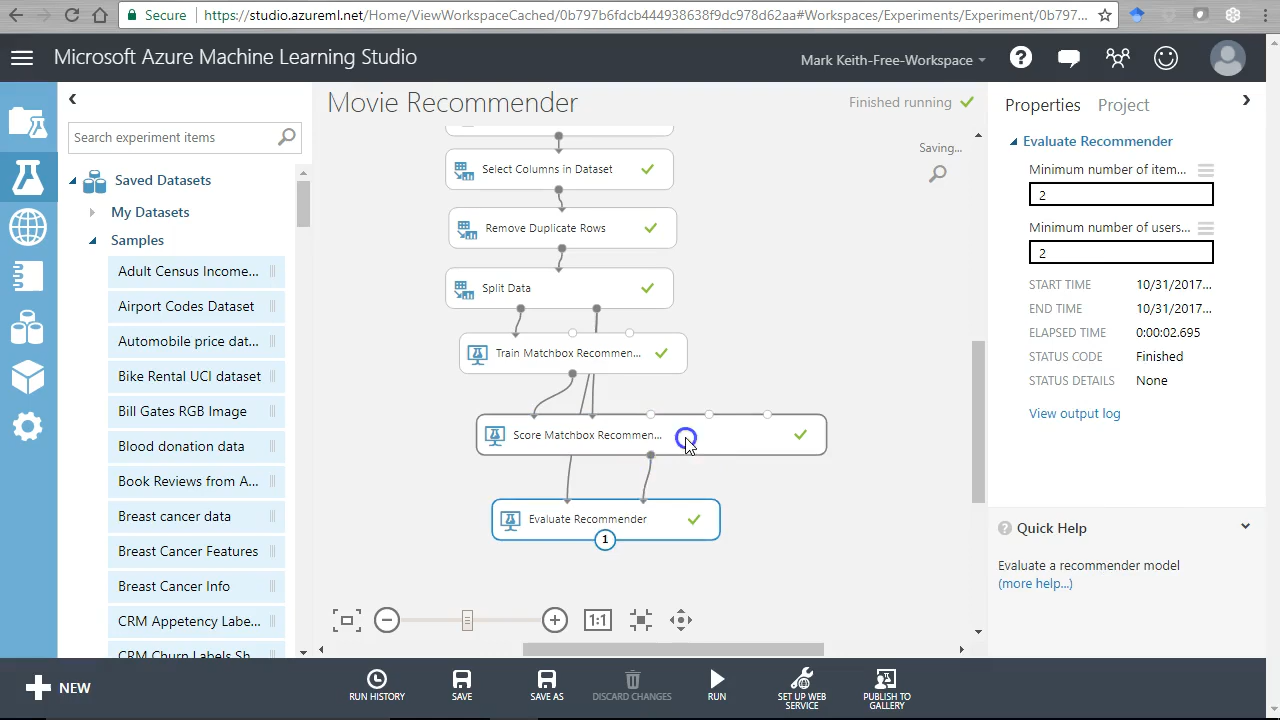 Secure
https://studio.azureml.net/Home/ViewWorkspaceCached/0b797b6fdcb444938638f9dc978d62aa#Workspaces/Experiments/Experiment/0b797...
Microsoft Azure Machine Learning Studio
Mark Keith-Free-Workspace
?
Search experiment items
Saved Datasets
My Datasets
Samples
Adult Census Income...
Airport Codes Dataset
Automobile price dat...
Bike Rental UCI dataset
Bill Gates RGB Image
Blood donation data
Book Reviews from A...
Breast cancer data
Breast Cancer Features
Breast Cancer Info
CRM Appetency Labe...
CRM Churn Labels Sh...
Movie Recommender
Finished running
Saving...
Select Columns in Dataset
Remove Duplicate Rows
Split Data
Train Matchbox Recommen...
Score Matchbox Recommen...
Evaluate Recommender
1
1:1
Properties
Project
Evaluate Recommender
Minimum number of item...
2
Minimum number of users...
2
START TIME 10/31/2017...
END TIME 10/31/2017...
ELAPSED TIME 0:00:02.695
STATUS CODE Finished
STATUS DETAILS None
View output log
? Quick Help
Evaluate a recommender model
(more help...)
NEW
RUN HISTORY
SAVE
SAVE AS
DISCARD CHANGES
RUN
SET UP WEB
SERVICE
PUBLISH TO
GALLERY